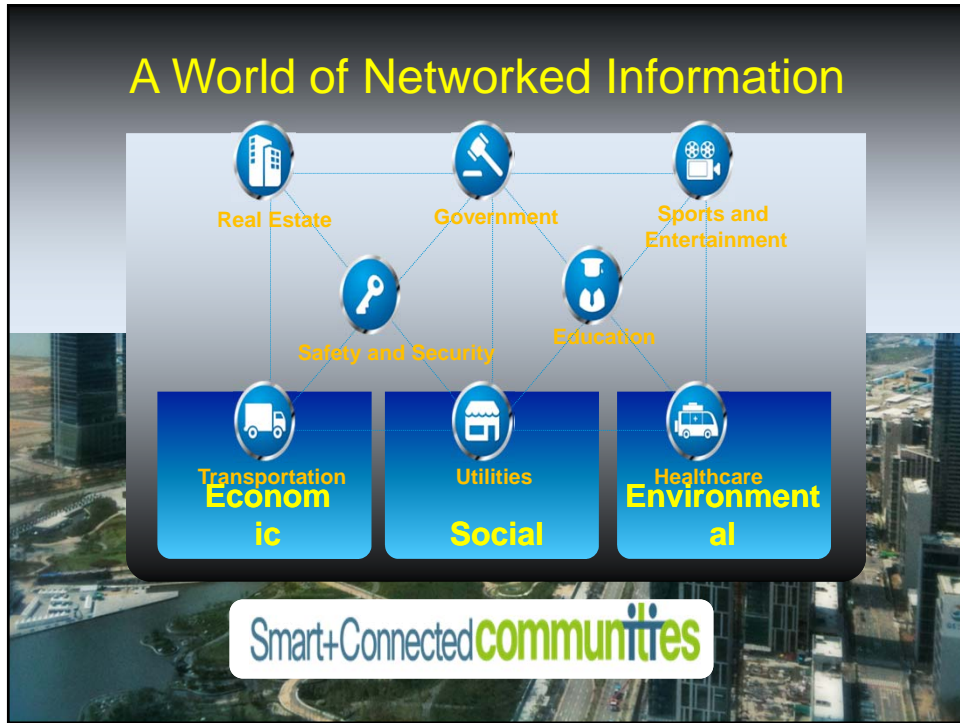 A World of Networked Information
Real Estate
Government
Sports and
Entertainment
Safety and Security
Education
Transportation
Utilities
Healthcare
Econom
ic
Social
Environment
al
Smart+Connected communities